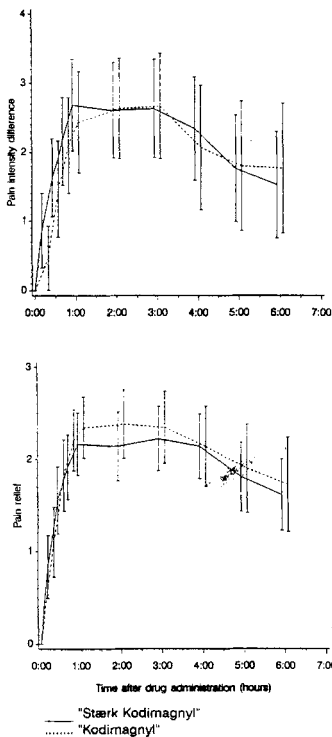 4
3
2
1
0
Pain intensity difference
0:00 1:00 2:00 3:00 4:00 5:00 6:00 7:00
3
2
1
0
Pain relief
0:00 1:00 2:00 3:00 4:00 5:00 6:00 7:00
Time after drug administration (hours)
"Stærk Kodimagnyl"
"Kodimagnyl"